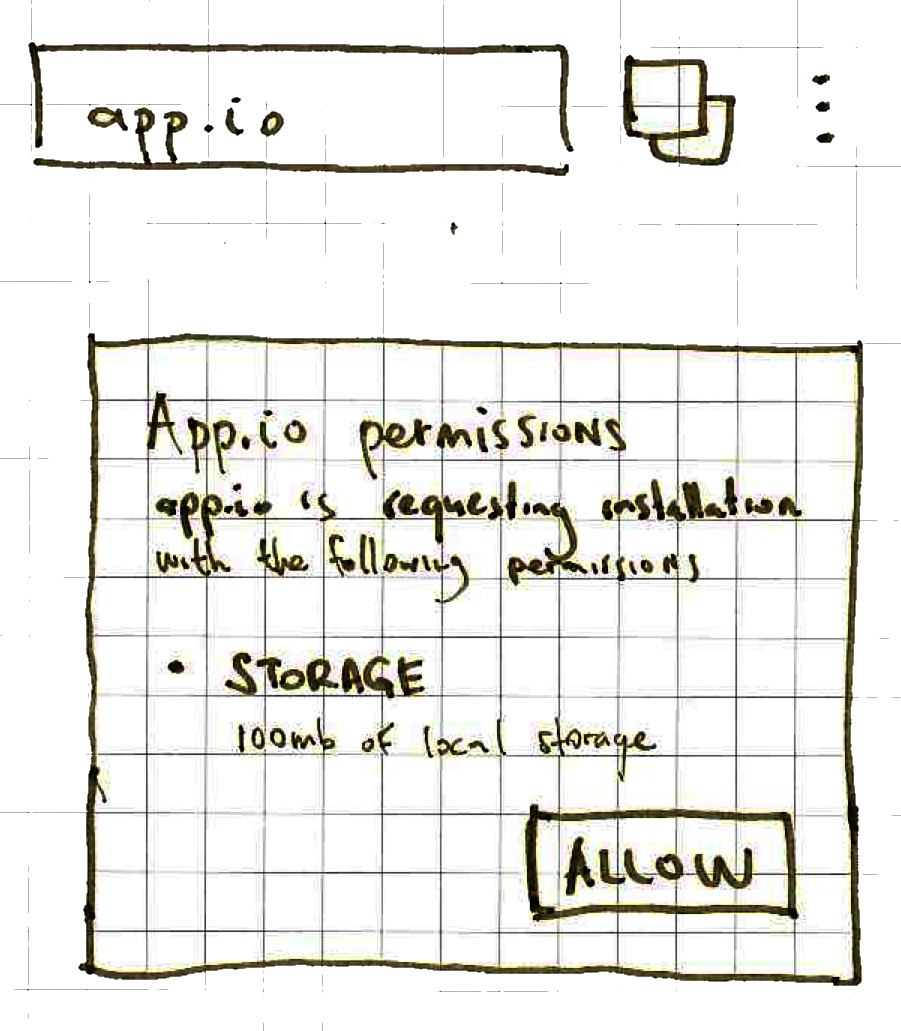 app.io
App.io permissions
app.io is requesting installation
with the following permissions
• STORAGE
100mb of local storage
ALLOW